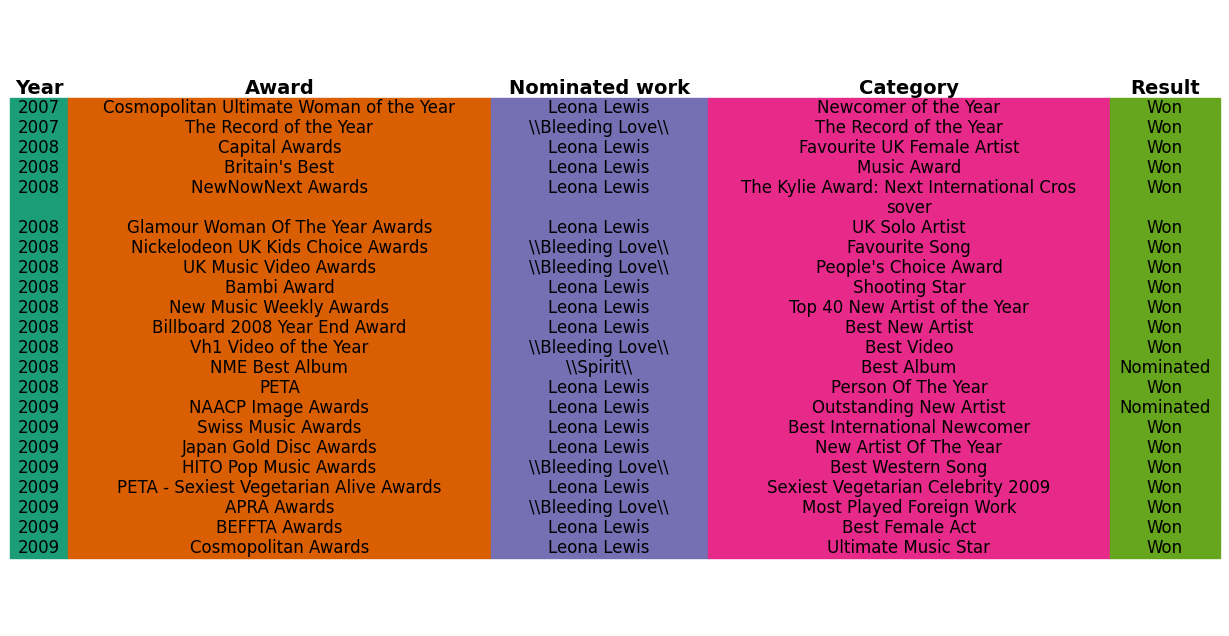 Year Award Nominated work Category Result
2007 Cosmopolitan Ultimate Woman of the Year Leona Lewis Newcomer of the Year Won
2007 The Record of the Year \\Bleeding Love\\ The Record of the Year Won
2008 Capital Awards Leona Lewis Favourite UK Female Artist Won
2008 Britain's Best Leona Lewis Music Award Won
2008 NewNowNext Awards Leona Lewis The Kylie Award: Next International Cros Won
sover
2008 Glamour Woman Of The Year Awards Leona Lewis UK Solo Artist Won
2008 Nickelodeon UK Kids Choice Awards \\Bleeding Love\\ Favourite Song Won
2008 UK Music Video Awards \\Bleeding Love\\ People's Choice Award Won
2008 Bambi Award Leona Lewis Shooting Star Won
2008 New Music Weekly Awards Leona Lewis Top 40 New Artist of the Year Won
2008 Billboard 2008 Year End Award Leona Lewis Best New Artist Won
2008 Vh1 Video of the Year \\Bleeding Love\\ Best Video Won
2008 NME Best Album \\Spirit\\ Best Album Nominated
2008 PETA Leona Lewis Person Of The Year Won
2009 NAACP Image Awards Leona Lewis Outstanding New Artist Nominated
2009 Swiss Music Awards Leona Lewis Best International Newcomer Won
2009 Japan Gold Disc Awards Leona Lewis New Artist Of The Year Won
2009 HITO Pop Music Awards \\Bleeding Love\\ Best Western Song Won
2009 PETA - Sexiest Vegetarian Alive Awards Leona Lewis Sexiest Vegetarian Celebrity 2009 Won
2009 APRA Awards \\Bleeding Love\\ Most Played Foreign Work Won
2009 BEFFTA Awards Leona Lewis Best Female Act Won
2009 Cosmopolitan Awards Leona Lewis Ultimate Music Star Won